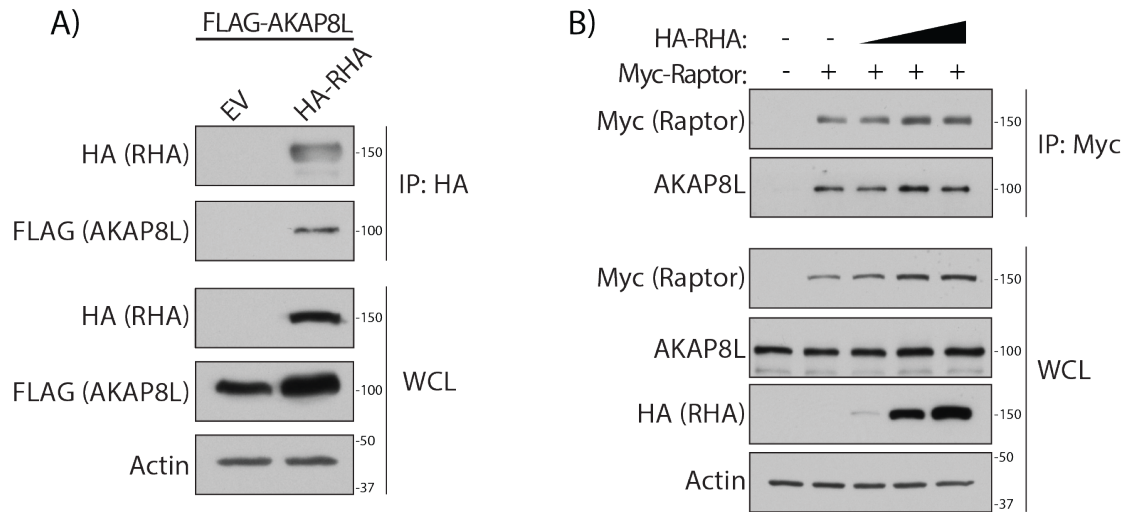 A)
FLAG-AKAP8L
EV
HA-RHA
HA (RHA)
-150
IP: HA
FLAG (AKAP8L)
-100
HA (RHA)
-150
FLAG (AKAP8L)
-100
WCL
Actin
-50
-37
B)
HA-RHA: - -
Myc-Raptor: - + + + +
Myc (Raptor)
-150
IP: Myc
AKAP8L
-100
Myc (Raptor)
-150
AKAP8L
-100
WCL
HA (RHA)
-150
Actin
-50
-37